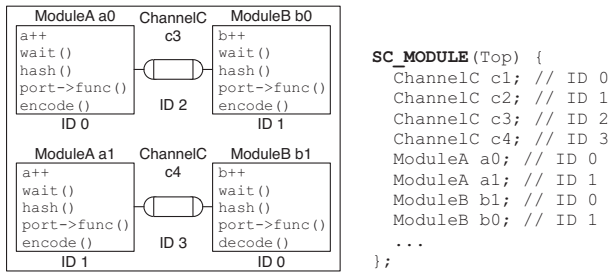 ModuleA a0
ChannelC
c3
ModuleB b0
a++
wait()
hash()
port->func()
encode()
b++
wait()
hash()
port->func()
encode()
ID 2
ID 0
ID 1
ModuleA a1
ChannelC
c4
ModuleB b1
a++
wait()
hash()
port->func()
encode()
b++
wait()
hash()
port->func()
decode()
ID 3
ID 1
ID 0
SC_MODULE(Top) {
ChannelC c1; // ID 0
ChannelC c2; // ID 1
ChannelC c3; // ID 2
ChannelC c4; // ID 3
ModuleA a0; // ID 0
ModuleA a1; // ID 1
ModuleB b1; // ID 0
ModuleB b0; // ID 1
...
};